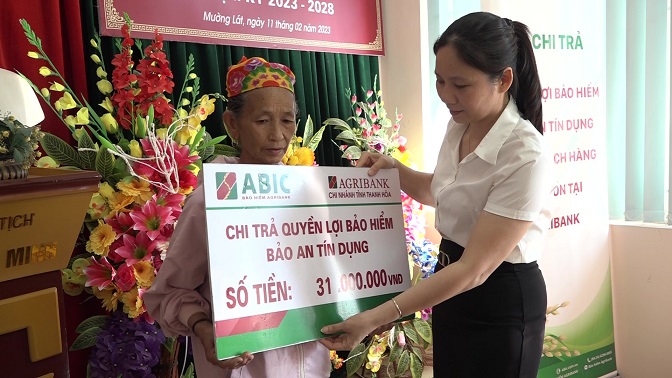 2023 - 2028
Mường Lát, ngày 11 tháng 02 năm 2023
CHI TRẢ
BẢO HIỂM
TÍN DỤNG
TẠI
ABIC
BẢO HIỂM AGRIBANK
AGRIBANK
CHI NHÁNH TỈNH THANH HÓA
CHI TRẢ QUYỀN LỢI BẢO HIỂM
BẢO AN TÍN DỤNG
SỐ TIỀN: 31.000.000 VNĐ
TỊCH